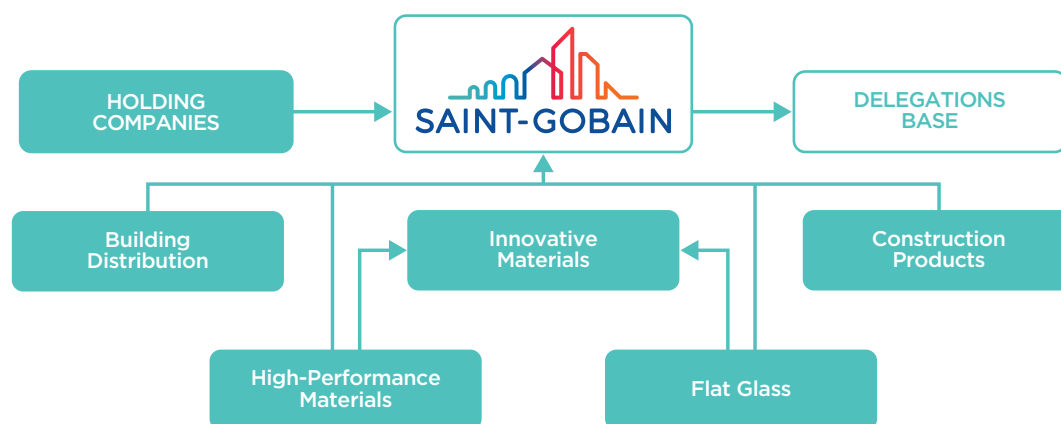 HOLDING
COMPANIES
SAINT-GOBAIN
DELEGATIONS
BASE
Building
Distribution
Innovative
Materials
Construction
Products
High-Performance
Materials
Flat Glass